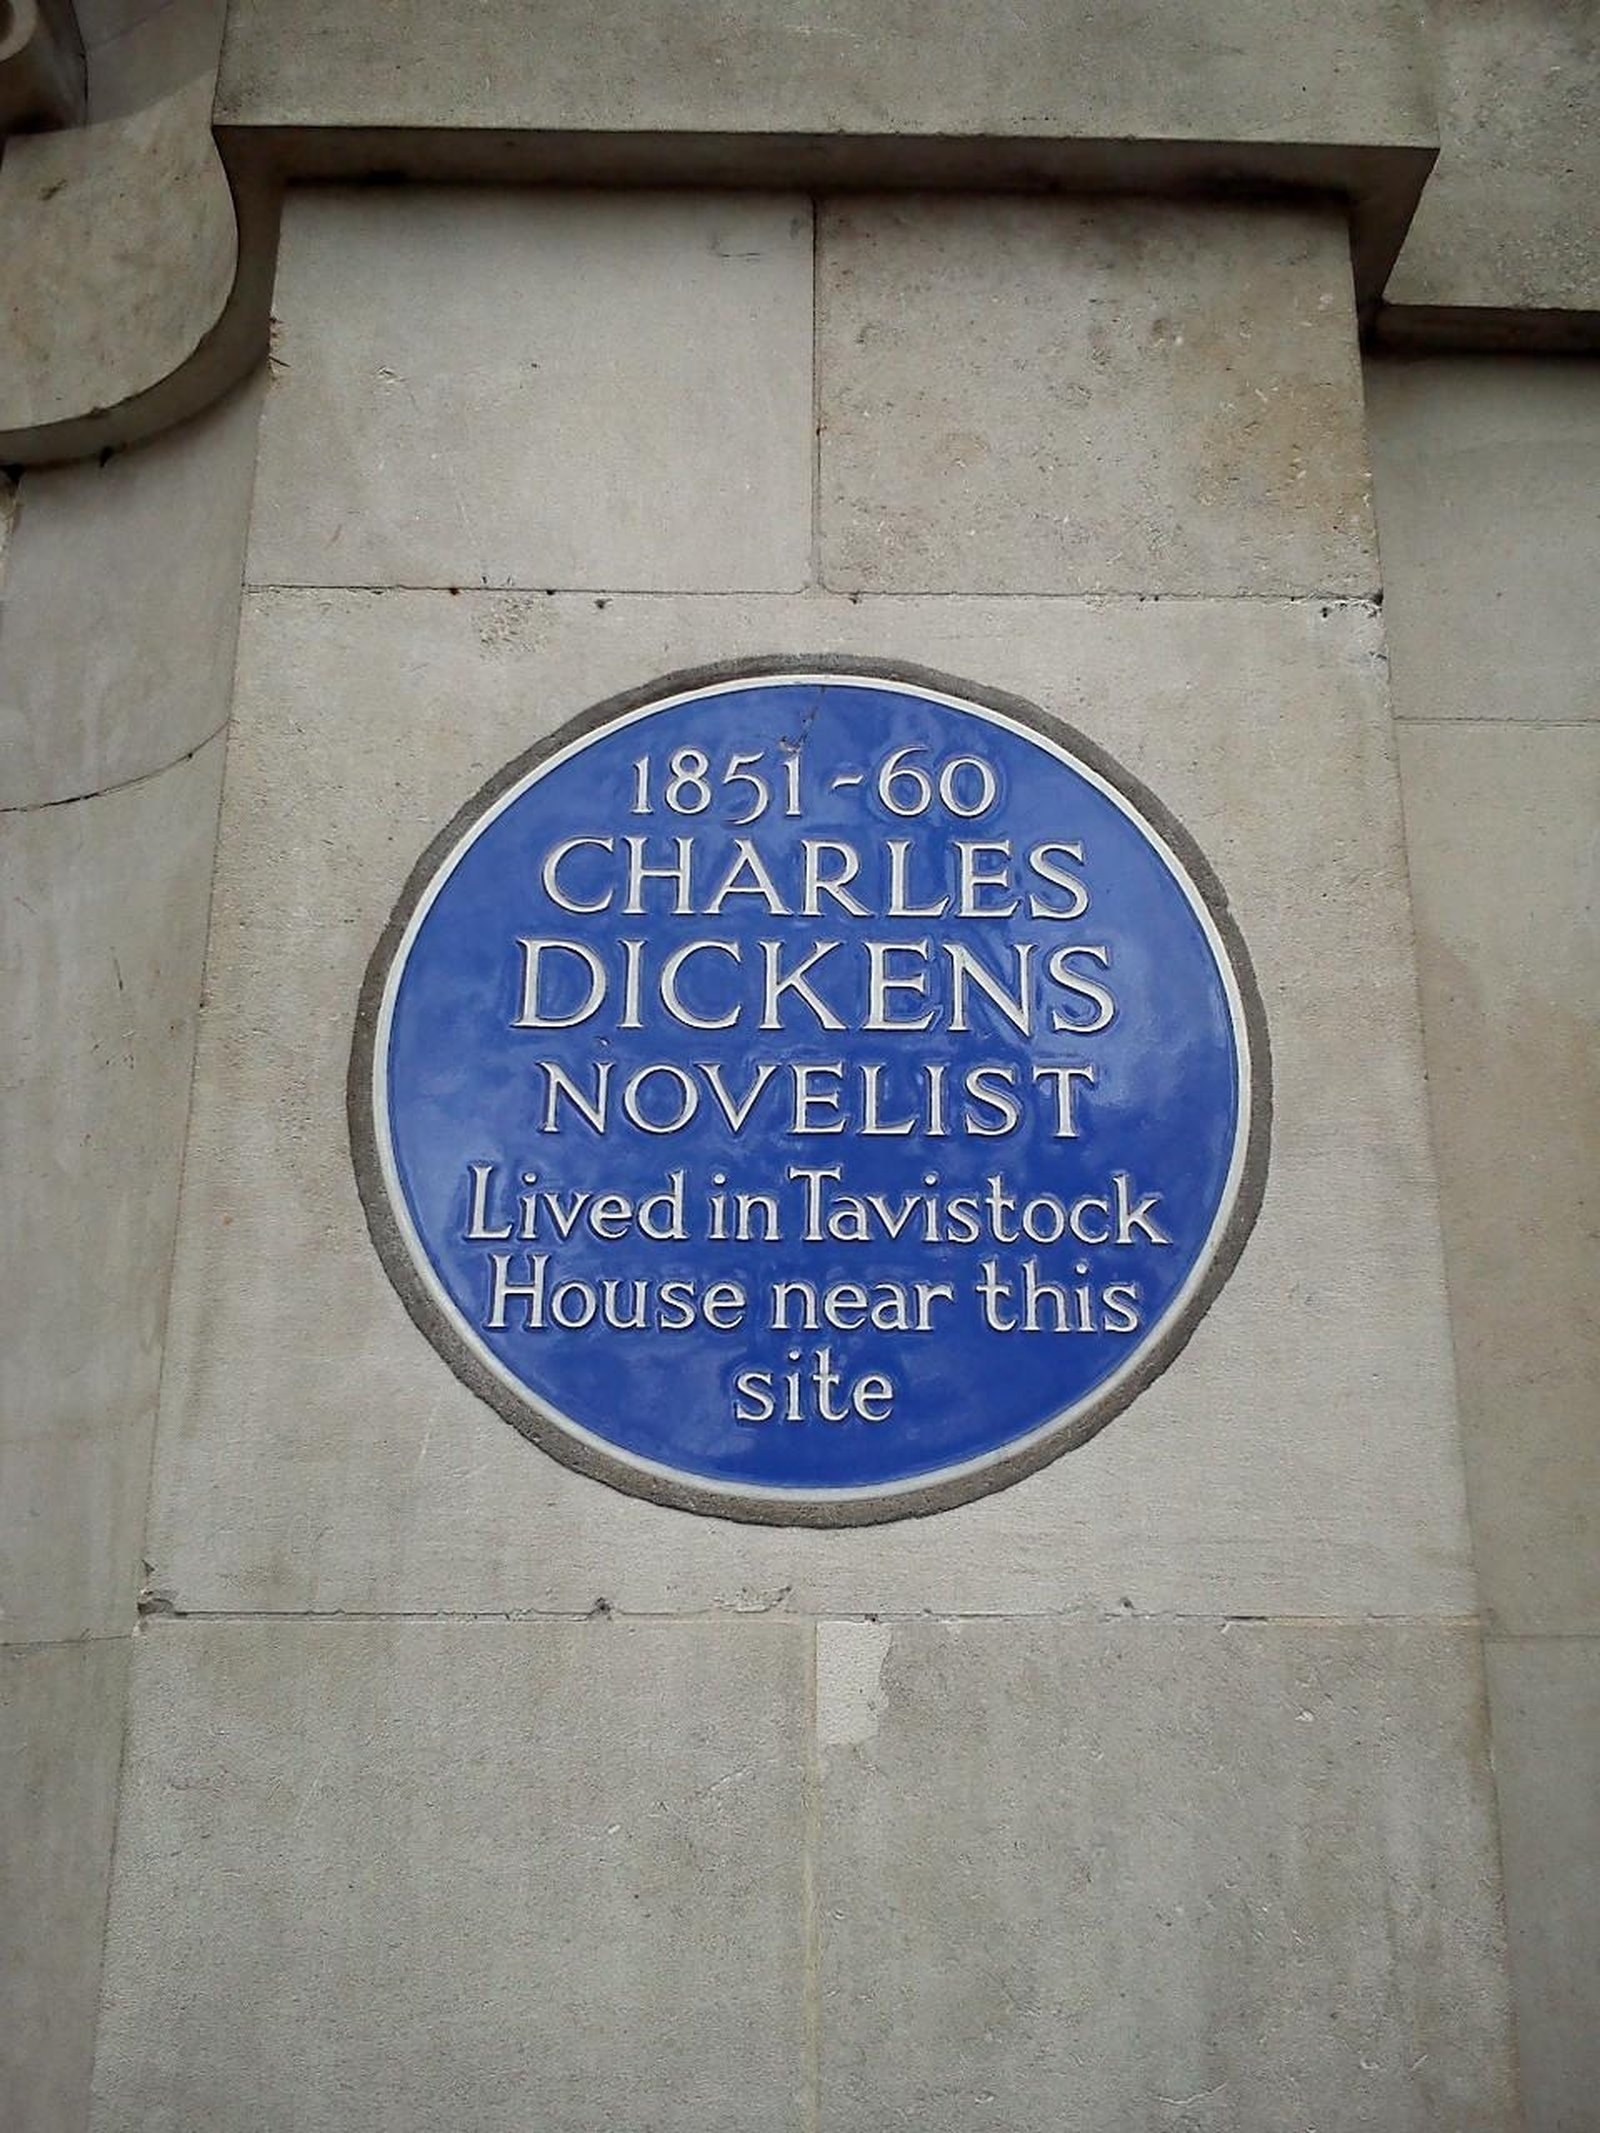 1851-60
CHARLES
DICKENS
NOVELIST
Lived in Tavistock
House near this
site